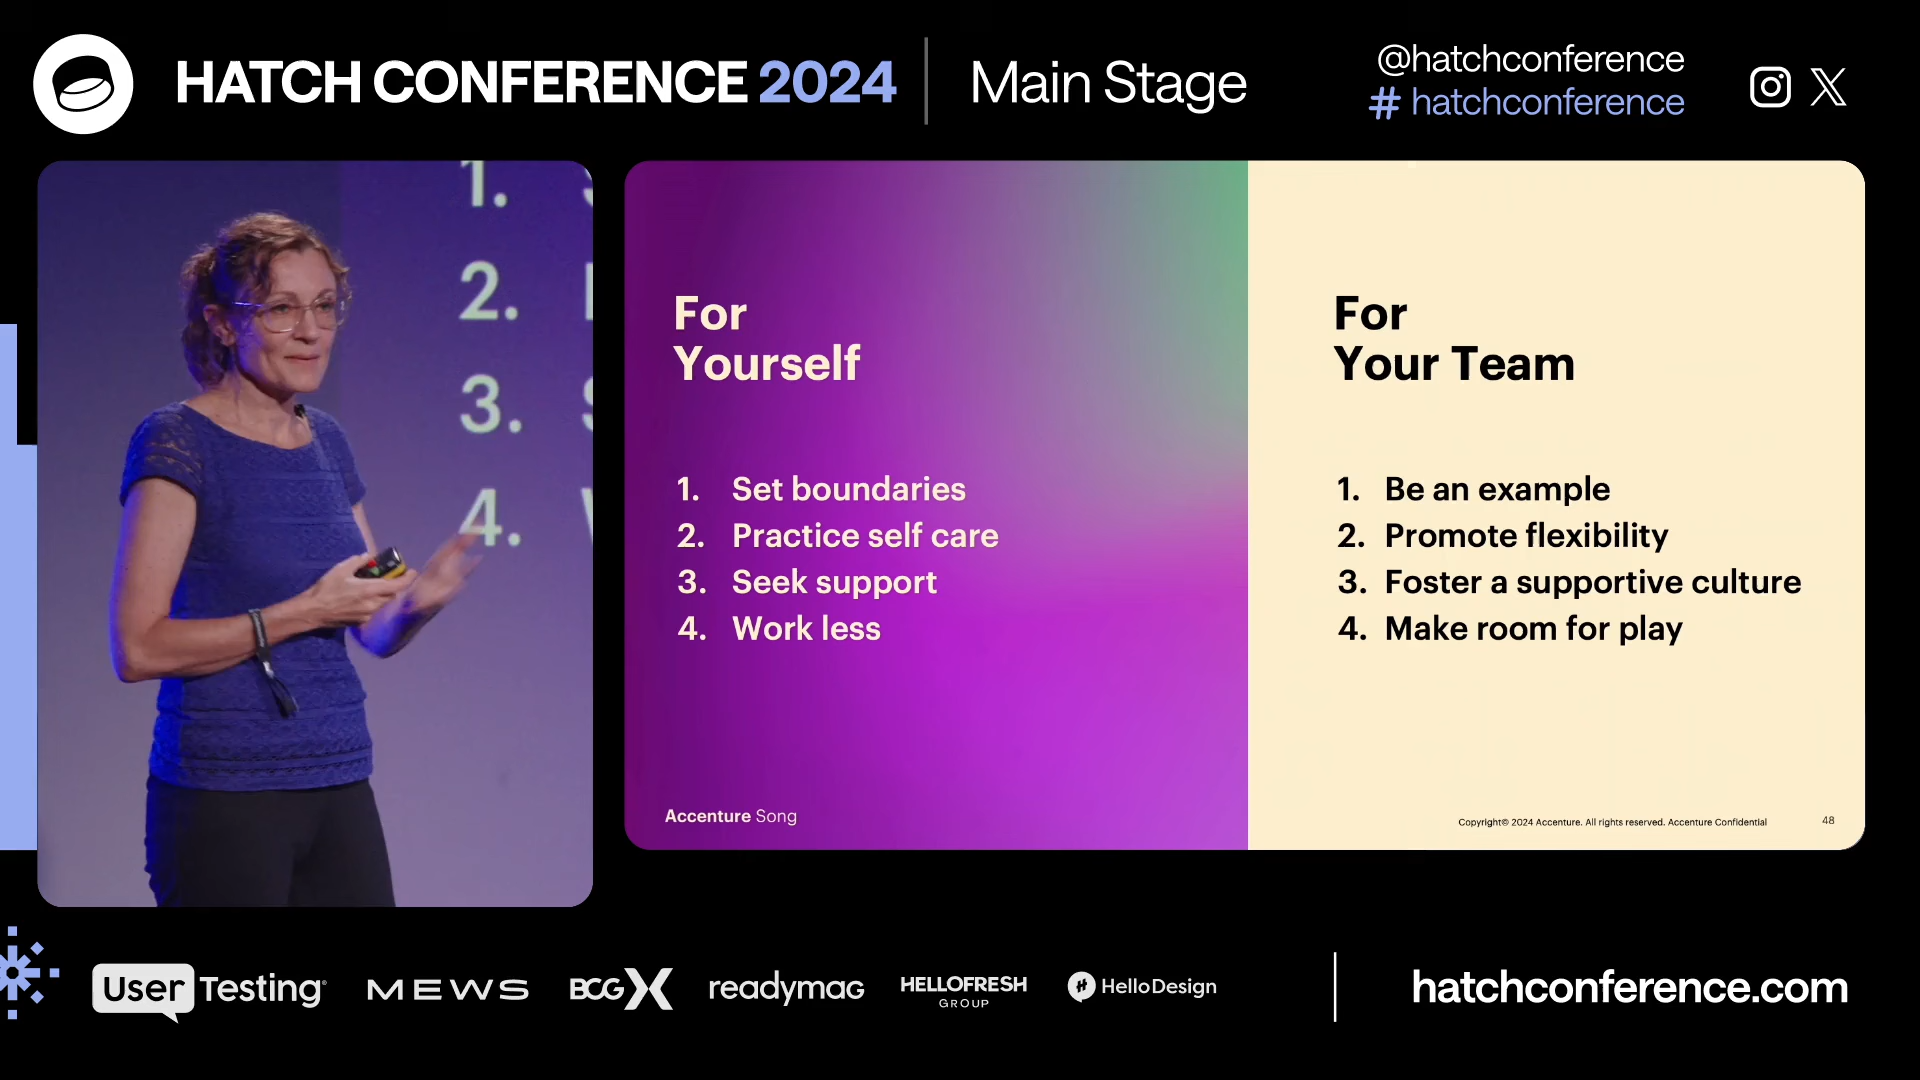 HATCH CONFERENCE 2024
Main Stage
@hatchconference
# hatchconference
1.
2.
3.
4.
For
Yourself
1. Set boundaries
2. Practice self care
3. Seek support
4. Work less
Accenture Song
For
Your Team
1. Be an example
2. Promote flexibility
3. Foster a supportive culture
4. Make room for play
Copyright© 2024 Accenture. All rights reserved. Accenture Confidential
48
UserTesting
MEWS
BCG X
readymag
HELLOFRESH
GROUP
HelloDesign
hatchconference.com